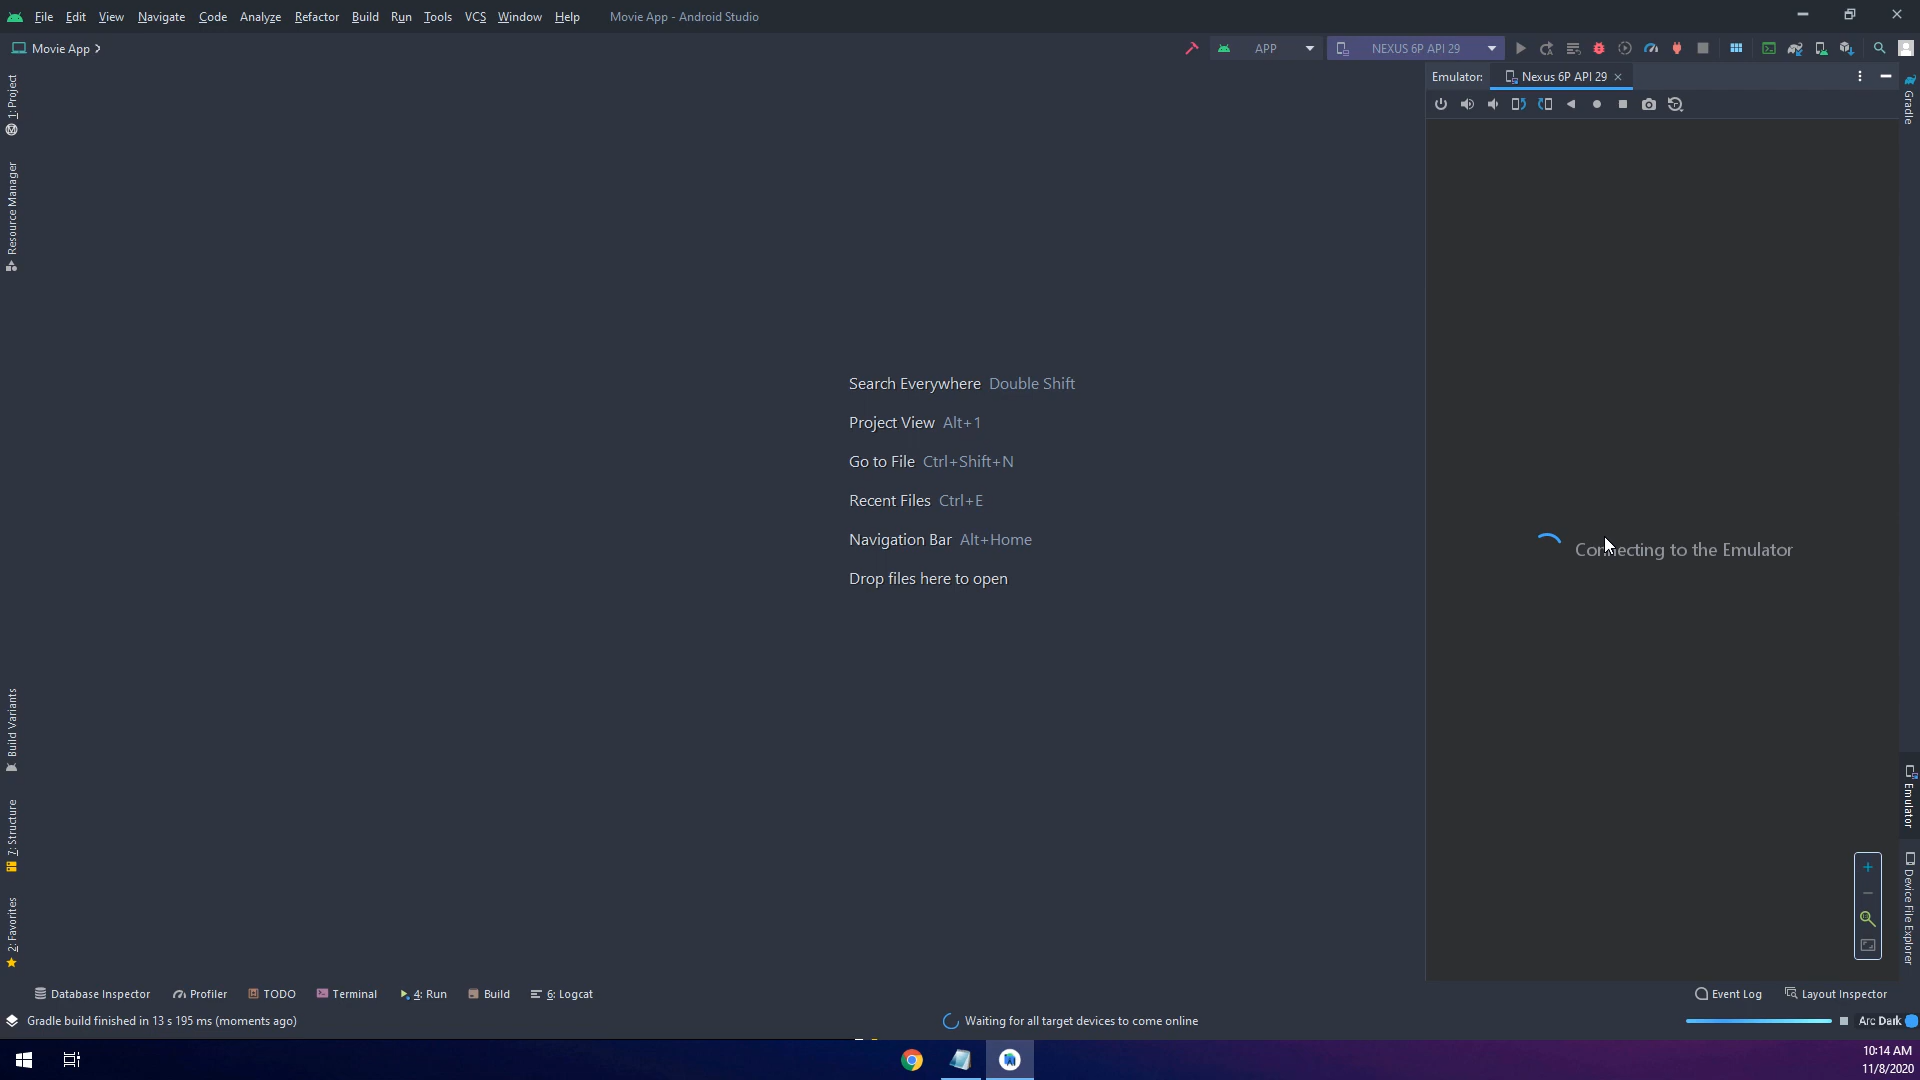 File Edit View Navigate Code Analyze Refactor Build Run Tools VCS Window Help Movie App - Android Studio
Movie App
APP
NEXUS 6P API 29
Emulator: Nexus 6P API 29
1: Project
Resource Manager
Build Variants
7: Structure
2: Favorites
Search Everywhere Double Shift
Project View Alt+1
Go to File Ctrl+Shift+N
Recent Files Ctrl+E
Navigation Bar Alt+Home
Drop files here to open
Connecting to the Emulator
Gradle
Emulator
Device File Explorer
Database Inspector Profiler TODO Terminal 4: Run Build 6: Logcat Event Log Layout Inspector
Gradle build finished in 13 s 195 ms (moments ago) Waiting for all target devices to come online Arc Dark
10:14 AM
11/8/2020